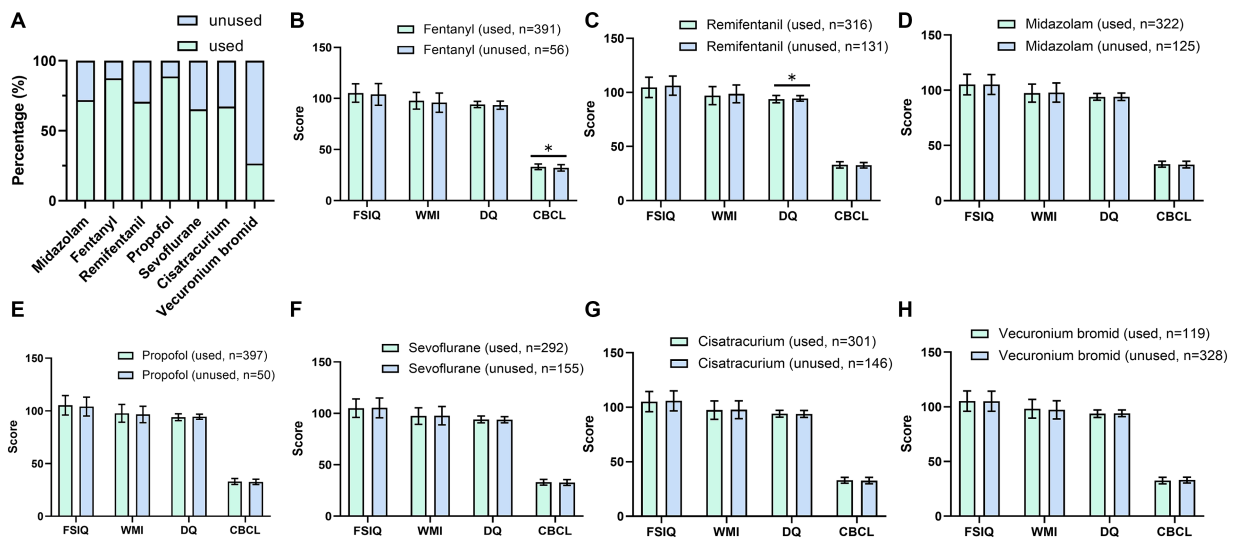 A
unused
used
Percentage (%)
100
50
0
Midazolam
Fentanyl
Remifentanil
Propofol
Sevoflurane
Cisatracurium
Vecuronium bromid
B
Fentanyl (used, n=391)
Fentanyl (unused, n=56)
Score
150
100
50
0
*
FSIQ WMI DQ CBCL
C
Remifentanil (used, n=316)
Remifentanil (unused, n=131)
Score
150
100
50
0
*
FSIQ WMI DQ CBCL
D
Midazolam (used, n=322)
Midazolam (unused, n=125)
Score
150
100
50
0
FSIQ WMI DQ CBCL
E
Propofol (used, n=397)
Propofol (unused, n=50)
Score
150
100
50
0
FSIQ WMI DQ CBCL
F
Sevoflurane (used, n=292)
Sevoflurane (unused, n=155)
Score
150
100
50
0
FSIQ WMI DQ CBCL
G
Cisatracurium (used, n=301)
Cisatracurium (unused, n=146)
Score
150
100
50
0
FSIQ WMI DQ CBCL
H
Vecuronium bromid (used, n=119)
Vecuronium bromid (unused, n=328)
Score
150
100
50
0
FSIQ WMI DQ CBCL